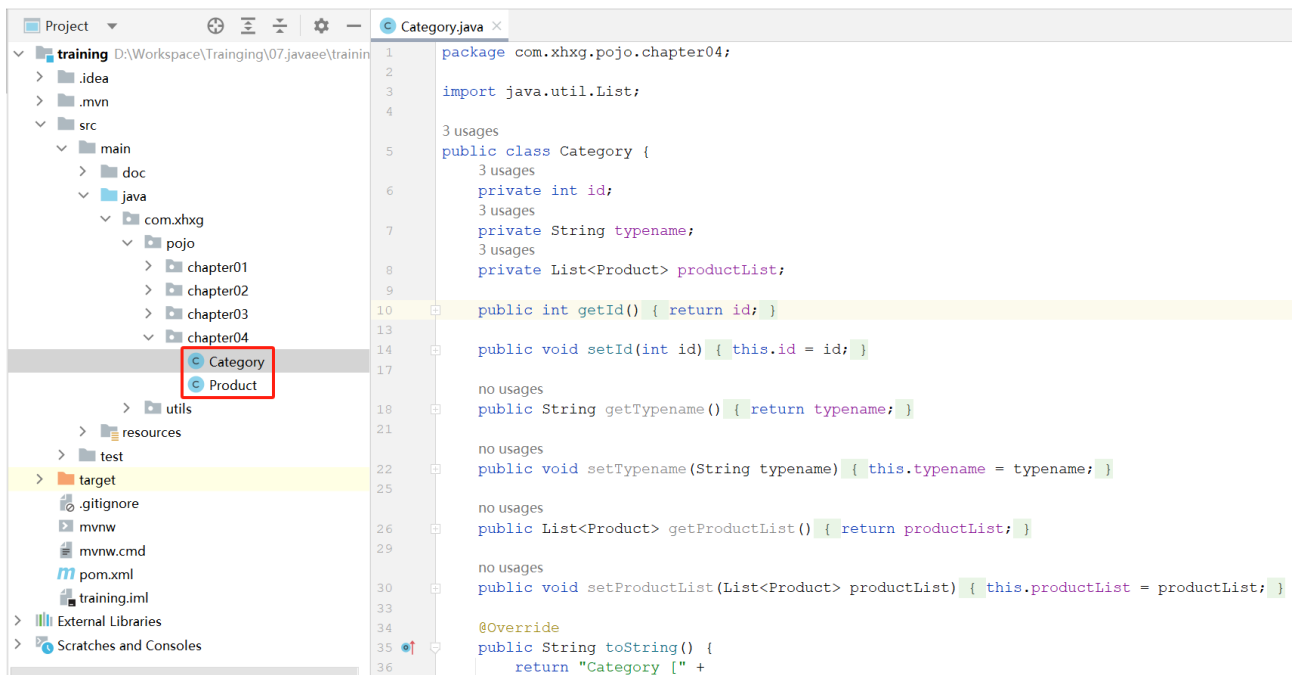 Project
training D:\Workspace\Trainging\07.javaee\trainin
.idea
.mvn
src
main
doc
java
com.xhxg
pojo
chapter01
chapter02
chapter03
chapter04
Category
Product
utils
resources
test
target
.gitignore
mvnw
mvnw.cmd
pom.xml
training.iml
External Libraries
Scratches and Consoles
Category.java
1 package com.xhxg.pojo.chapter04;
2
3 import java.util.List;
4
3 usages
5 public class Category {
3 usages
6 private int id;
3 usages
7 private String typename;
3 usages
8 private List<Product> productList;
9
10 public int getId() { return id; }
13
14 public void setId(int id) { this.id = id; }
17
no usages
18 public String getTypename() { return typename; }
21
no usages
22 public void setTypename(String typename) { this.typename = typename; }
25
no usages
26 public List<Product> getProductList() { return productList; }
29
no usages
30 public void setProductList(List<Product> productList) { this.productList = productList; }
33
34 @Override
35 public String toString() {
36 return "Category [" +